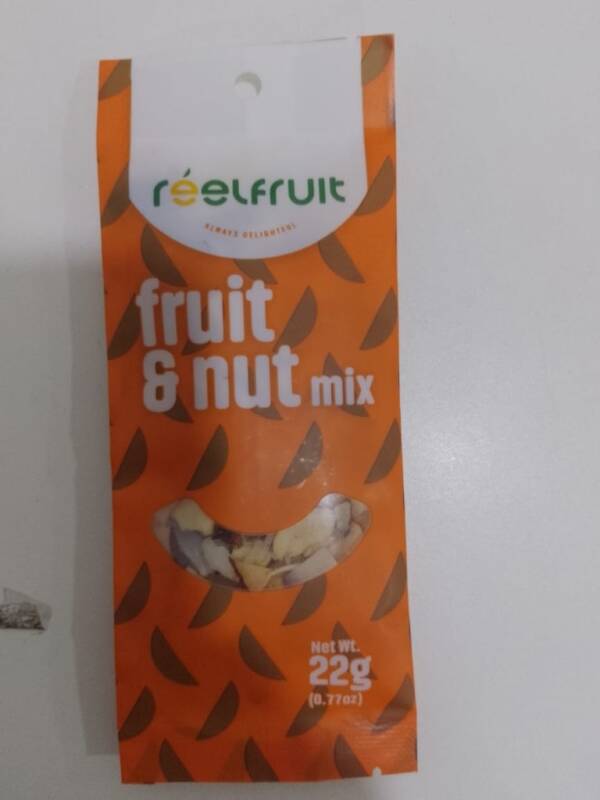 réelfruit
ALWAYS DELIGHTFUL
fruit
& nut mix
Net Wt.
22g
(0.77oz)